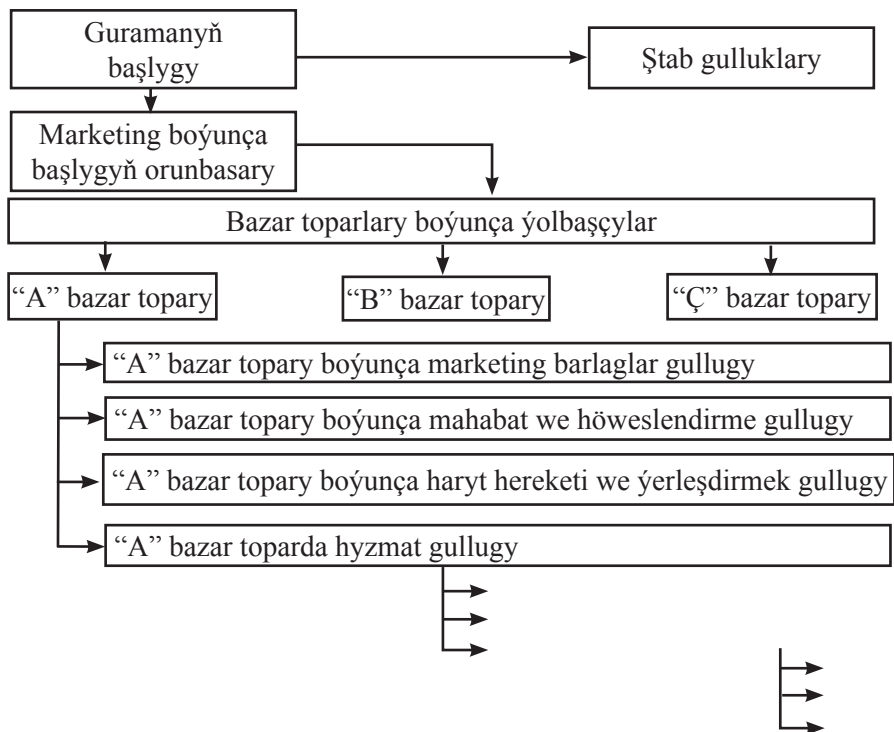 Guramanyň
başlygy
Ştab gulluklary
Marketing boýunça
başlygyň orunbasary
Bazar toparlary boýunça ýolbaşçylar
“A” bazar topary
“B” bazar topary
“Ç” bazar topary
“A” bazar topary boýunça marketing barlaglar gullugy
“A” bazar topary boýunça mahabat we höweslendirme gullugy
“A” bazar topary boýunça haryt hereketi we ýerleşdirmek gullugy
“A” bazar toparda hyzmat gullugy